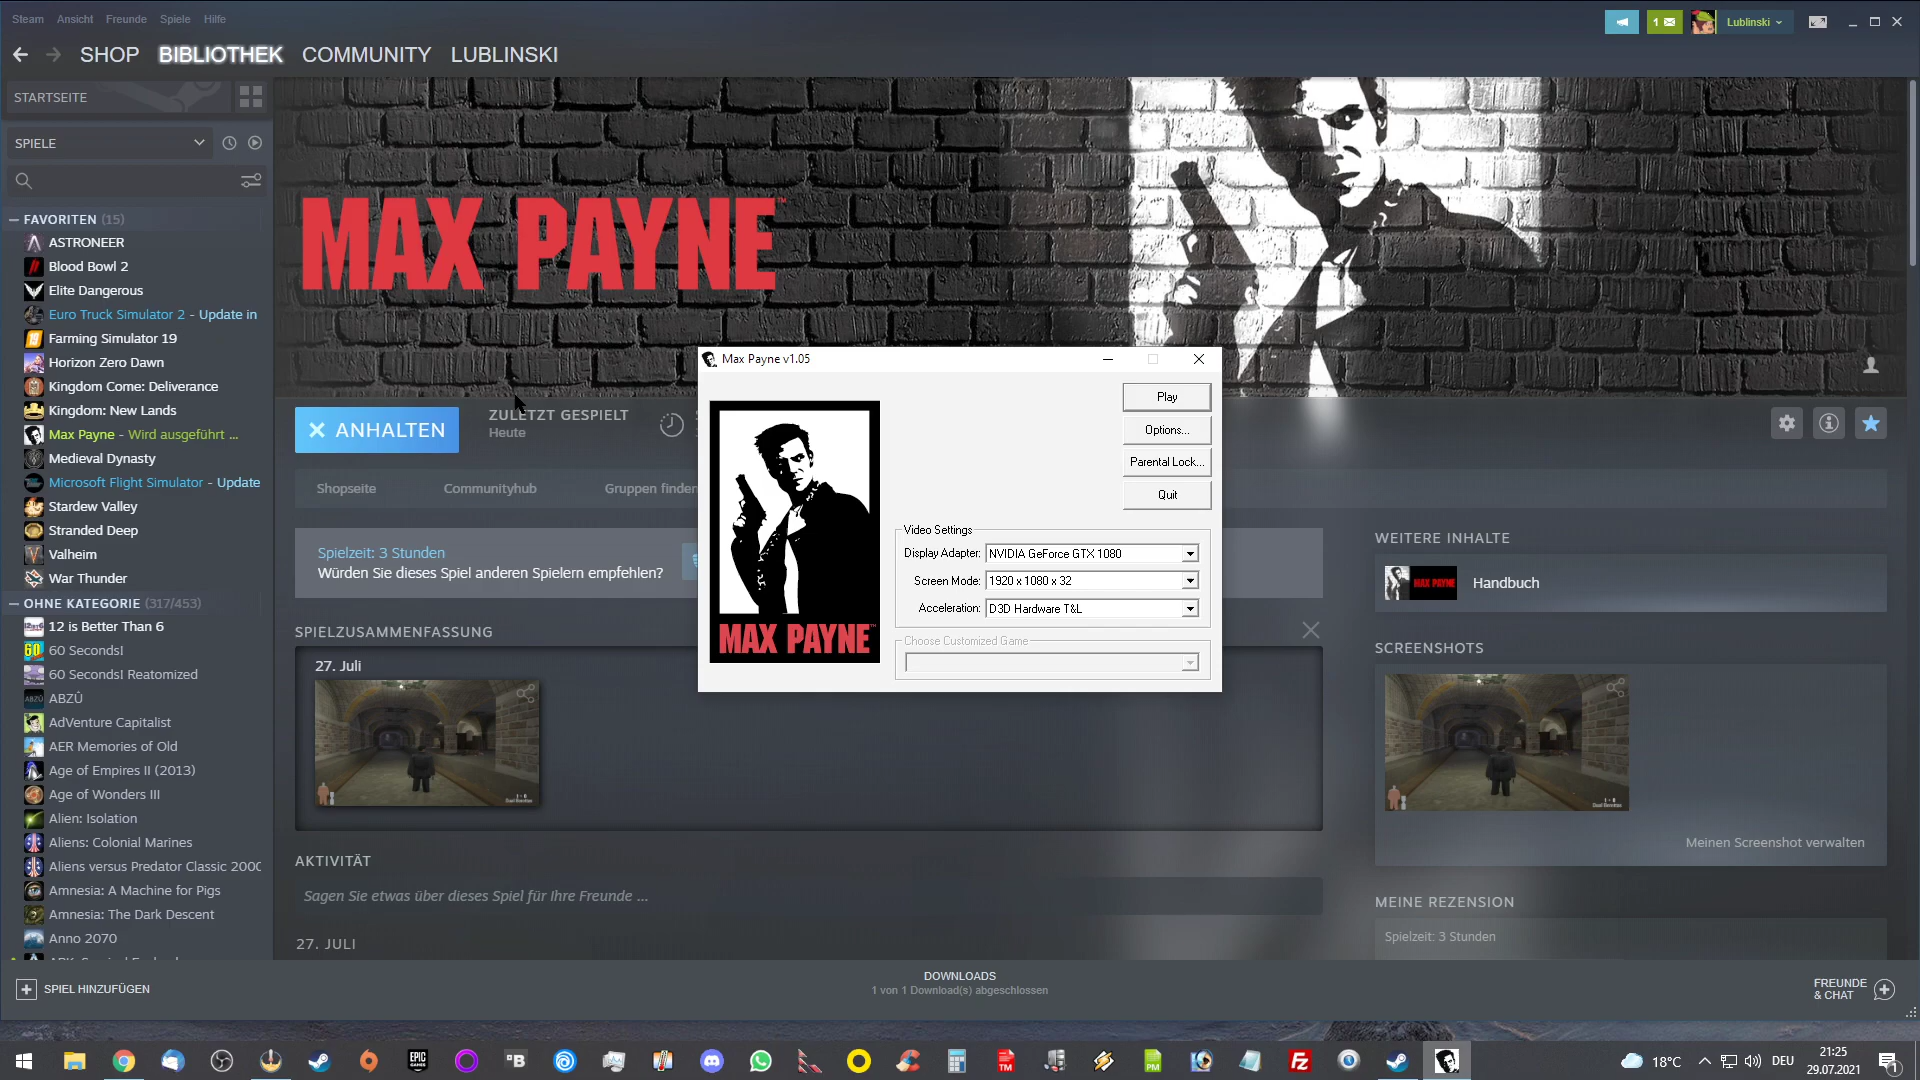 Steam Ansicht Freunde Spiele Hilfe
1 Lublinski
SHOP BIBLIOTHEK COMMUNITY LUBLINSKI
STARTSEITE
SPIELE
FAVORITEN (15)
ASTRONEER
Blood Bowl 2
Elite Dangerous
Euro Truck Simulator 2 - Update in
Farming Simulator 19
Horizon Zero Dawn
Kingdom Come: Deliverance
Kingdom: New Lands
Max Payne - Wird ausgeführt ...
Medieval Dynasty
Microsoft Flight Simulator - Update
Stardew Valley
Stranded Deep
Valheim
War Thunder
OHNE KATEGORIE (317/453)
12 is Better Than 6
60 Seconds!
60 Seconds! Reatomized
ABZÛ
AdVenture Capitalist
AER Memories of Old
Age of Empires II (2013)
Age of Wonders III
Alien: Isolation
Aliens: Colonial Marines
Aliens versus Predator Classic 2000
Amnesia: A Machine for Pigs
Amnesia: The Dark Descent
Anno 2070
SPIEL HINZUFÜGEN
MAX PAYNE™
ANHALTEN
ZULETZT GESPIELT
Heute
Shopseite Communityhub Gruppen finden
Spielzeit: 3 Stunden
Würden Sie dieses Spiel anderen Spielern empfehlen?
SPIELZUSAMMENFASSUNG
27. Juli
AKTIVITÄT
Sagen Sie etwas über dieses Spiel für Ihre Freunde ...
27. JULI
Max Payne v1.05
MAX PAYNE™
Play
Options...
Parental Lock...
Quit
Video Settings
Display Adapter: NVIDIA GeForce GTX 1080
Screen Mode: 1920 x 1080 x 32
Acceleration: D3D Hardware T&L
Choose Customized Game
WEITERE INHALTE
MAX PAYNE Handbuch
SCREENSHOTS
Meinen Screenshot verwalten
MEINE REZENSION
Spielzeit: 3 Stunden
DOWNLOADS
1 von 1 Download(s) abgeschlossen
FREUNDE
& CHAT
EPIC GAMES
18°C DEU 21:25
29.07.2021
1